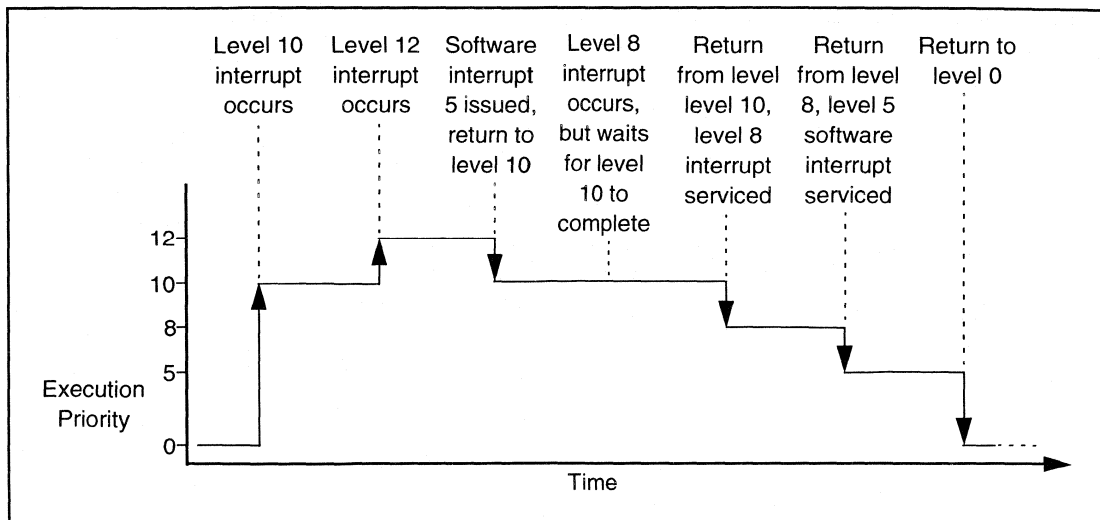 Level 10
interrupt
occurs
Level 12
interrupt
occurs
Software
interrupt
5 issued,
return to
level 10
Level 8
interrupt
occurs,
but waits
for level
10 to
complete
Return
from level
level 10,
level 8
interrupt
serviced
Return
from level
8, level 5
software
interrupt
serviced
Return to
level 0
12
10
8
5
0
Execution
Priority
Time